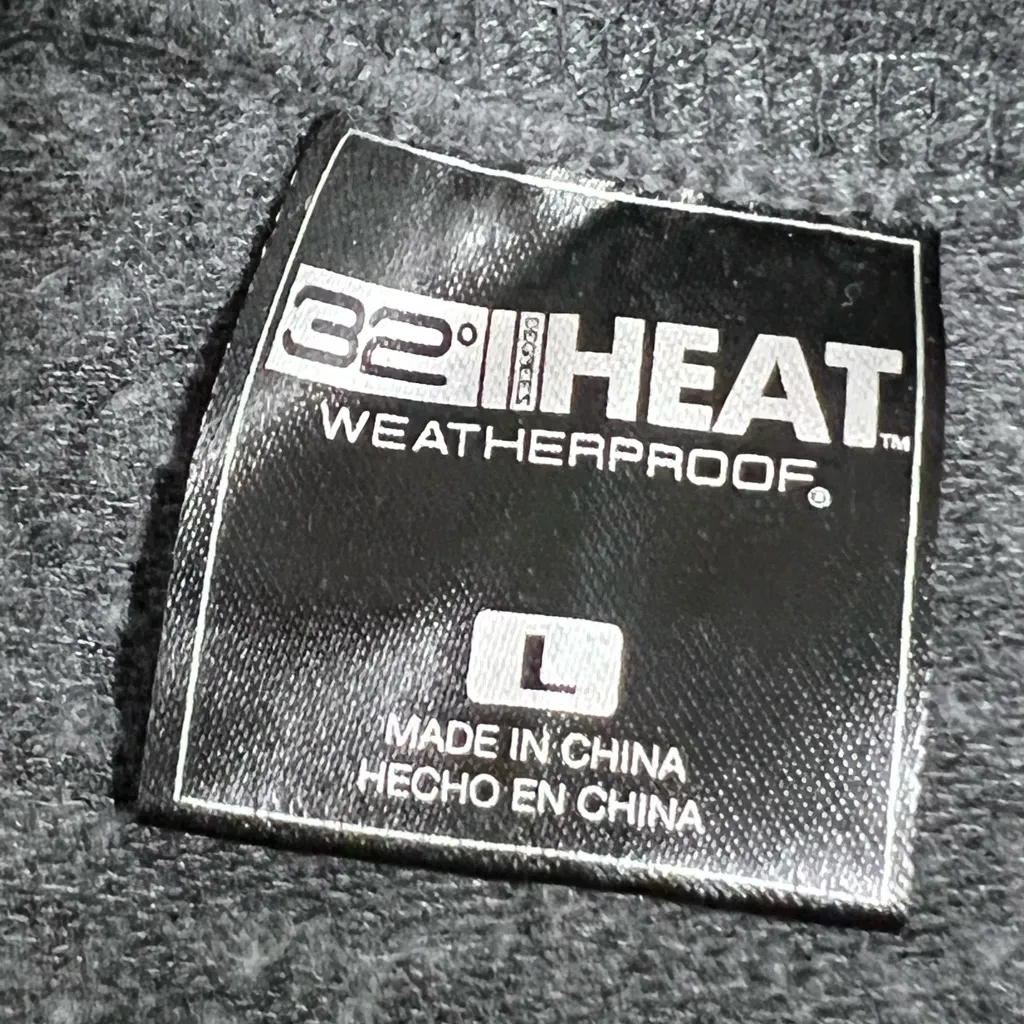 32° HEAT™
WEATHERPROOF®
L
MADE IN CHINA
HECHO EN CHINA